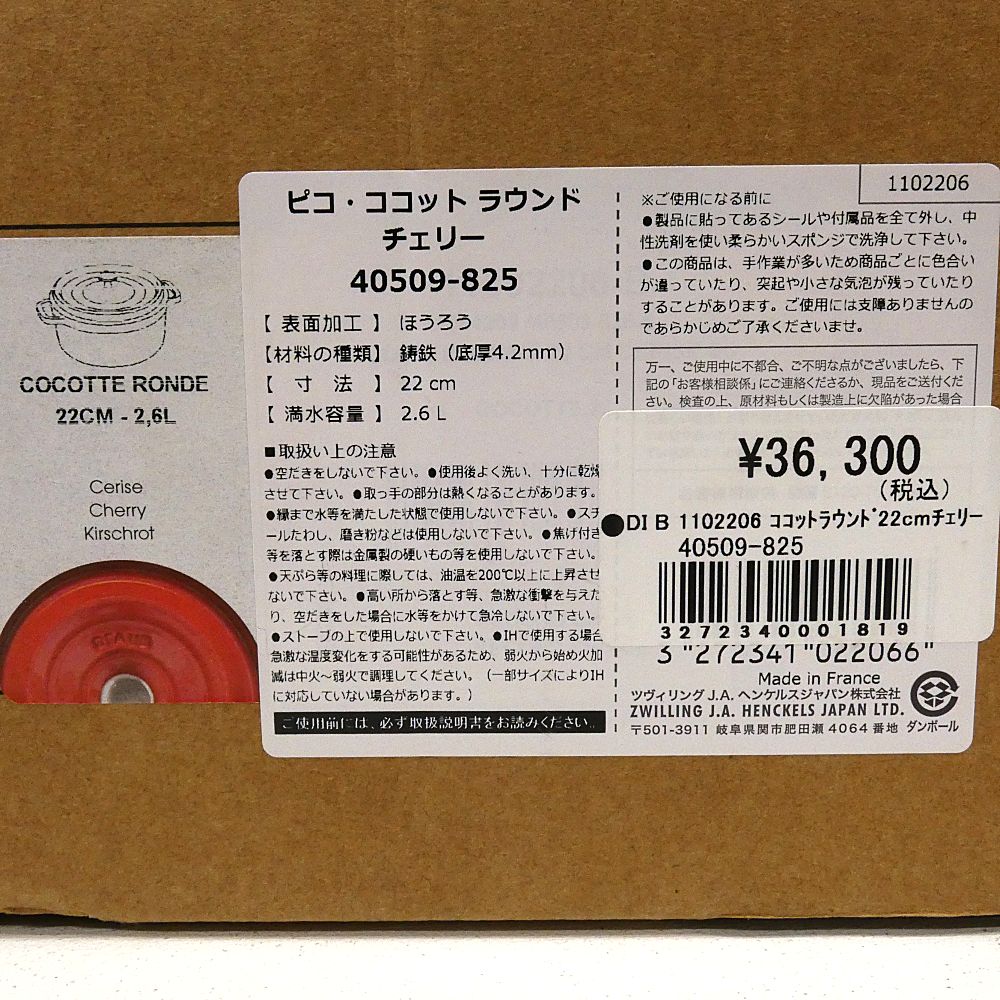 COCOTTE RONDE
22CM - 2,6L
Cerise
Cherry
Kirschrot
STAUB
ピコ・ココット ラウンド
チェリー
40509-825
【 表面加工 】 ほうろう
【材料の種類】 鋳鉄（底厚4.2mm）
【 寸 法 】 22 cm
【 満水容量 】 2.6 L
■取扱い上の注意
●空だきをしないで下さい。●使用後よく洗い、十分に乾燥
させて下さい。●取っ手の部分は熱くなることがあります。
●縁まで水等を満たした状態で使用しないで下さい。●スチ
ールたわし、磨き粉などは使用しないで下さい。●焦げ付き
等を落とす際は金属製の硬いもの等を使用しないで下さい。
●天ぷら等の料理に際しては、油温を200℃以上に上昇させ
ないで下さい。●高い所から落とす等、急激な衝撃を与えた
り、空だきをした場合に水等をかけて急冷しないで下さい。
●ストーブの上で使用しないで下さい。●IHで使用する場合
急激な温度変化をする可能性があるため、弱火から始め火加
減は中火～弱火で調理してください。（一部サイズによりIH
に対応していない場合があります。）
ご使用前には、必ず取扱説明書をお読みください。
1102206
※ご使用になる前に
●製品に貼ってあるシールや付属品を全て外し、中
性洗剤を使い柔らかいスポンジで洗浄して下さい。
●この商品は、手作業が多いため商品ごとに色合い
が違っていたり、突起や小さな気泡が残っていたり
することがあります。ご使用には支障ありませんの
であらかじめご了承くださいませ。
万一、ご使用中に不都合、ご不明な点がございましたら、下
記の「お客様相談係」にご連絡くださるか、現品をご送付くだ
さい。検査の上、原材料もしくは製造上に欠陥があった場合
¥36,300
（税込）
●DI B 1102206 ｺｺｯﾄﾗｳﾝﾄﾞ22cmﾁｪﾘｰ
40509-825
3272340001819
3"272341"022066"
Made in France
ツヴィリング J.A. ヘンケルスジャパン株式会社
ZWILLING J.A. HENCKELS JAPAN LTD.
〒501-3911 岐阜県関市肥田瀬 4064 番地
ダンボール